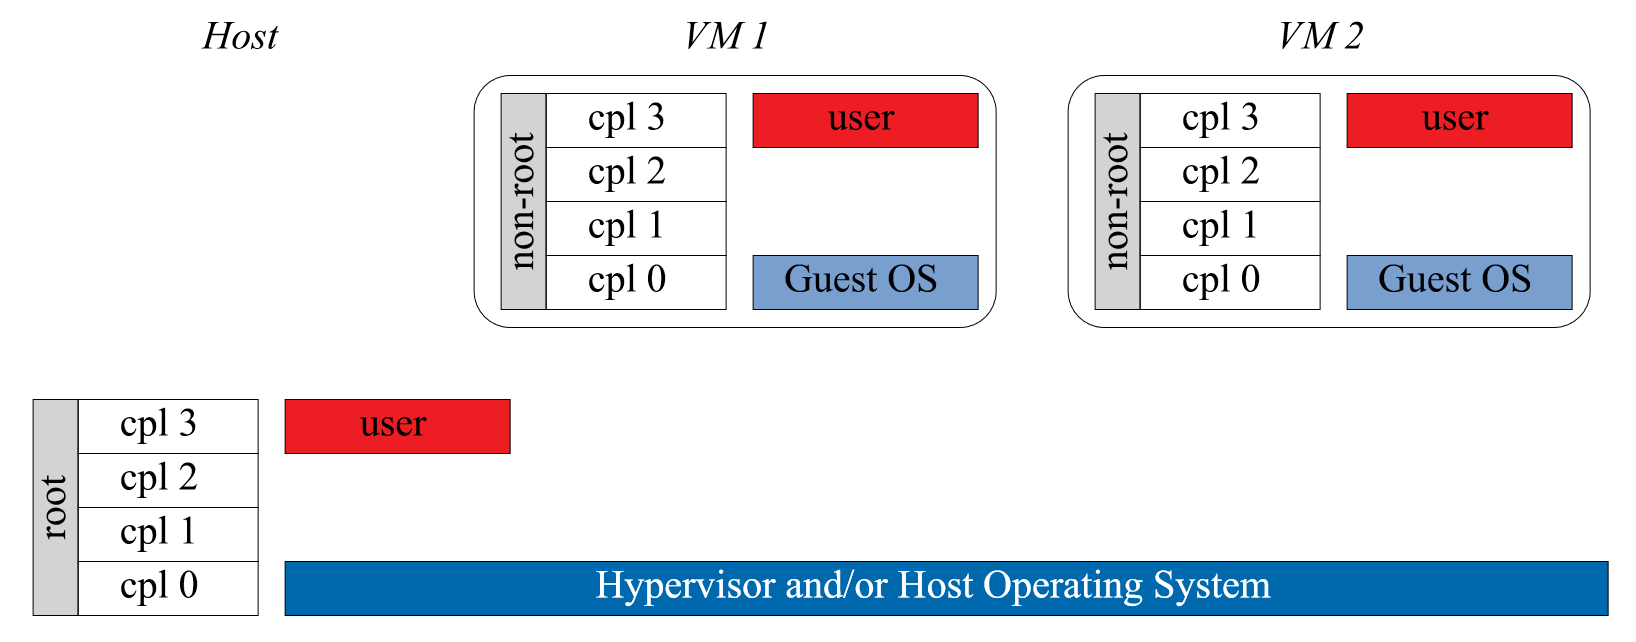 Host
VM 1
VM 2
non-root
cpl 3
cpl 2
cpl 1
cpl 0
user
Guest OS
non-root
cpl 3
cpl 2
cpl 1
cpl 0
user
Guest OS
root
cpl 3
cpl 2
cpl 1
cpl 0
user
Hypervisor and/or Host Operating System